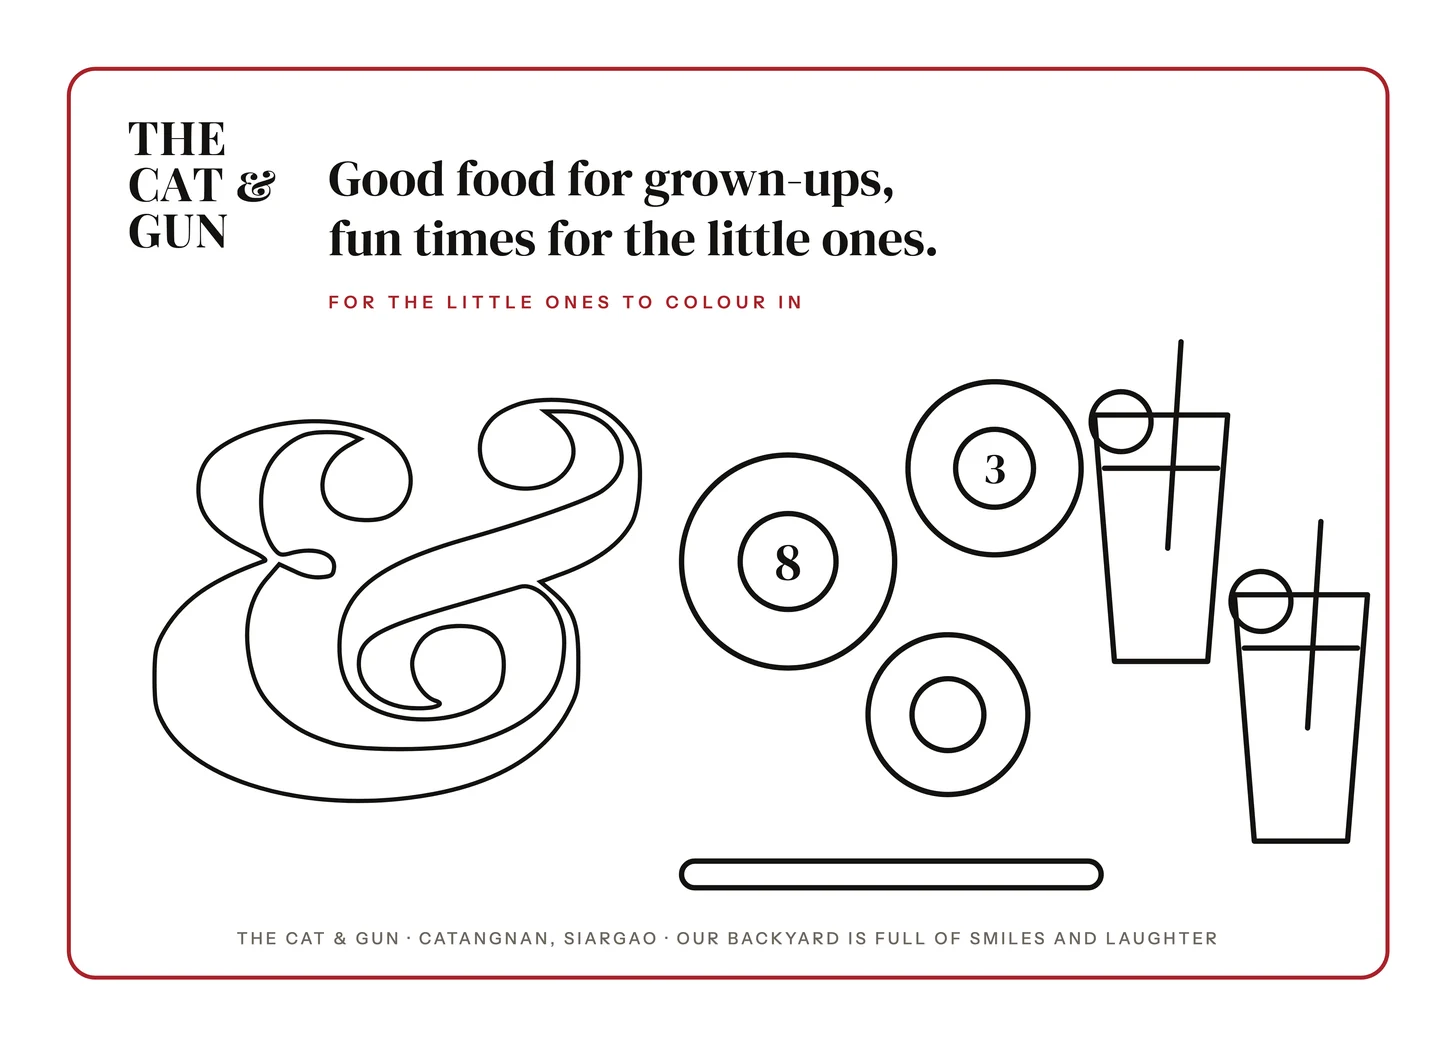 THE
CAT &
GUN
Good food for grown-ups,
fun times for the little ones.
FOR THE LITTLE ONES TO COLOUR IN
&
3
8
THE CAT & GUN · CATANGNAN, SIARGAO · OUR BACKYARD IS FULL OF SMILES AND LAUGHTER